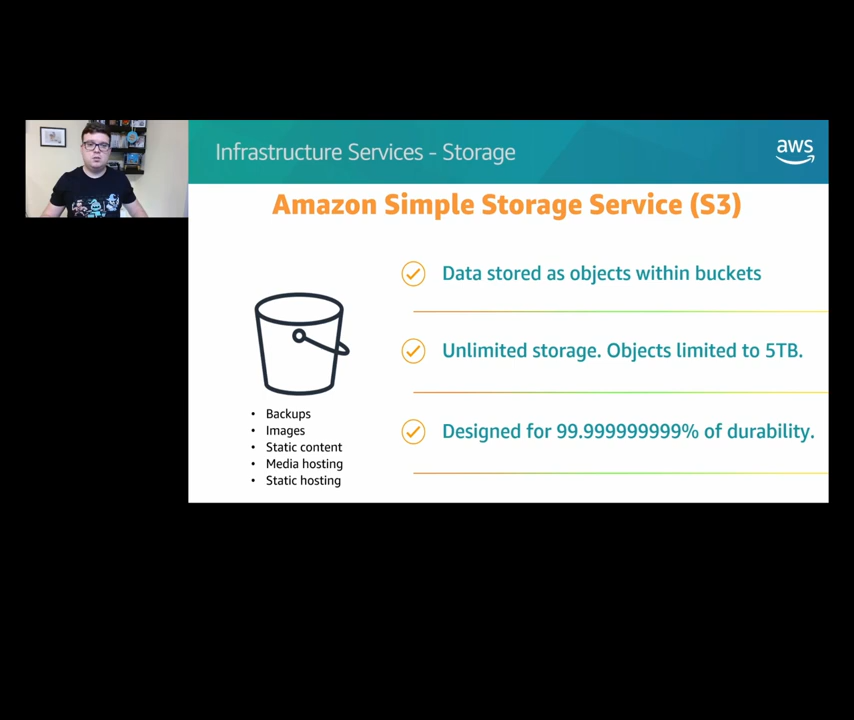 Infrastructure Services - Storage
aws
Amazon Simple Storage Service (S3)
Data stored as objects within buckets
Unlimited storage. Objects limited to 5TB.
Designed for 99.999999999% of durability.
• Backups
• Images
• Static content
• Media hosting
• Static hosting